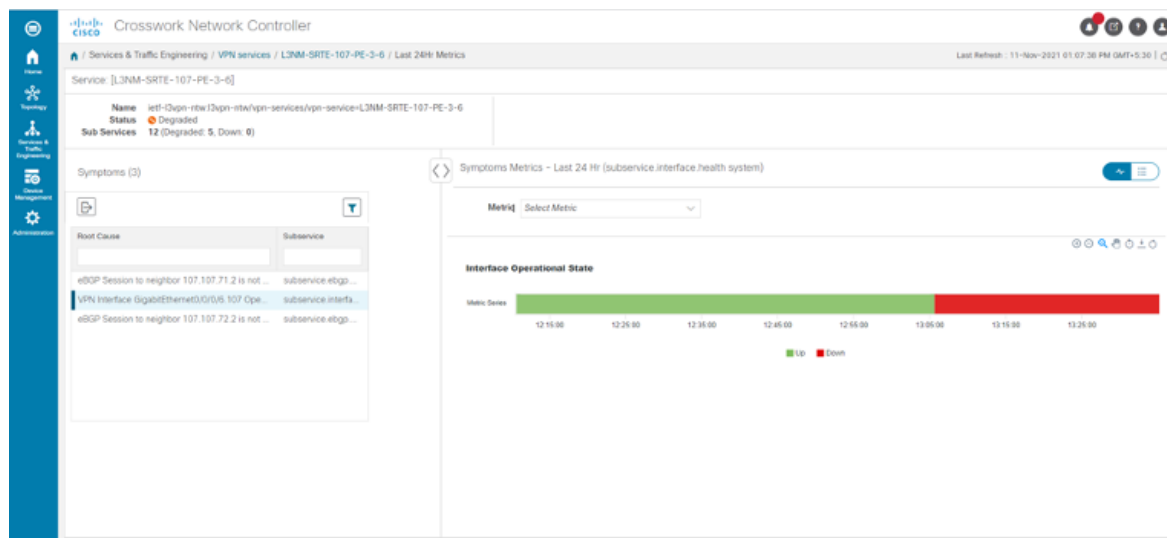 CISCO Crosswork Network Controller
/ Services & Traffic Engineering / VPN services / L3NM-SRTE-107-PE-3-6 / Last 24Hr Metrics
Last Refresh : 11-Nov-2021 01:07:38 PM GMT+5:30 |
Home
Topology
Services & Traffic Engineering
Device Management
Administration
Service: [L3NM-SRTE-107-PE-3-6]
Name ietf-l3vpn-ntw:l3vpn-ntw/vpn-services/vpn-service=L3NM-SRTE-107-PE-3-6
Status Degraded
Sub Services 12 (Degraded: 5, Down: 0)
Symptoms (3)
Root Cause Subservice
eBGP Session to neighbor 107.107.71.2 is not ... subservice.ebgp...
VPN Interface GigabitEthernet0/0/0/6.107 Ope... subservice.interfa...
eBGP Session to neighbor 107.107.72.2 is not ... subservice.ebgp...
Symptoms Metrics - Last 24 Hr (subservice.interface.health system)
Metric Select Metric
Interface Operational State
Metric Series
12:15:00 12:25:00 12:35:00 12:45:00 12:55:00 13:05:00 13:15:00 13:25:00
Up Down